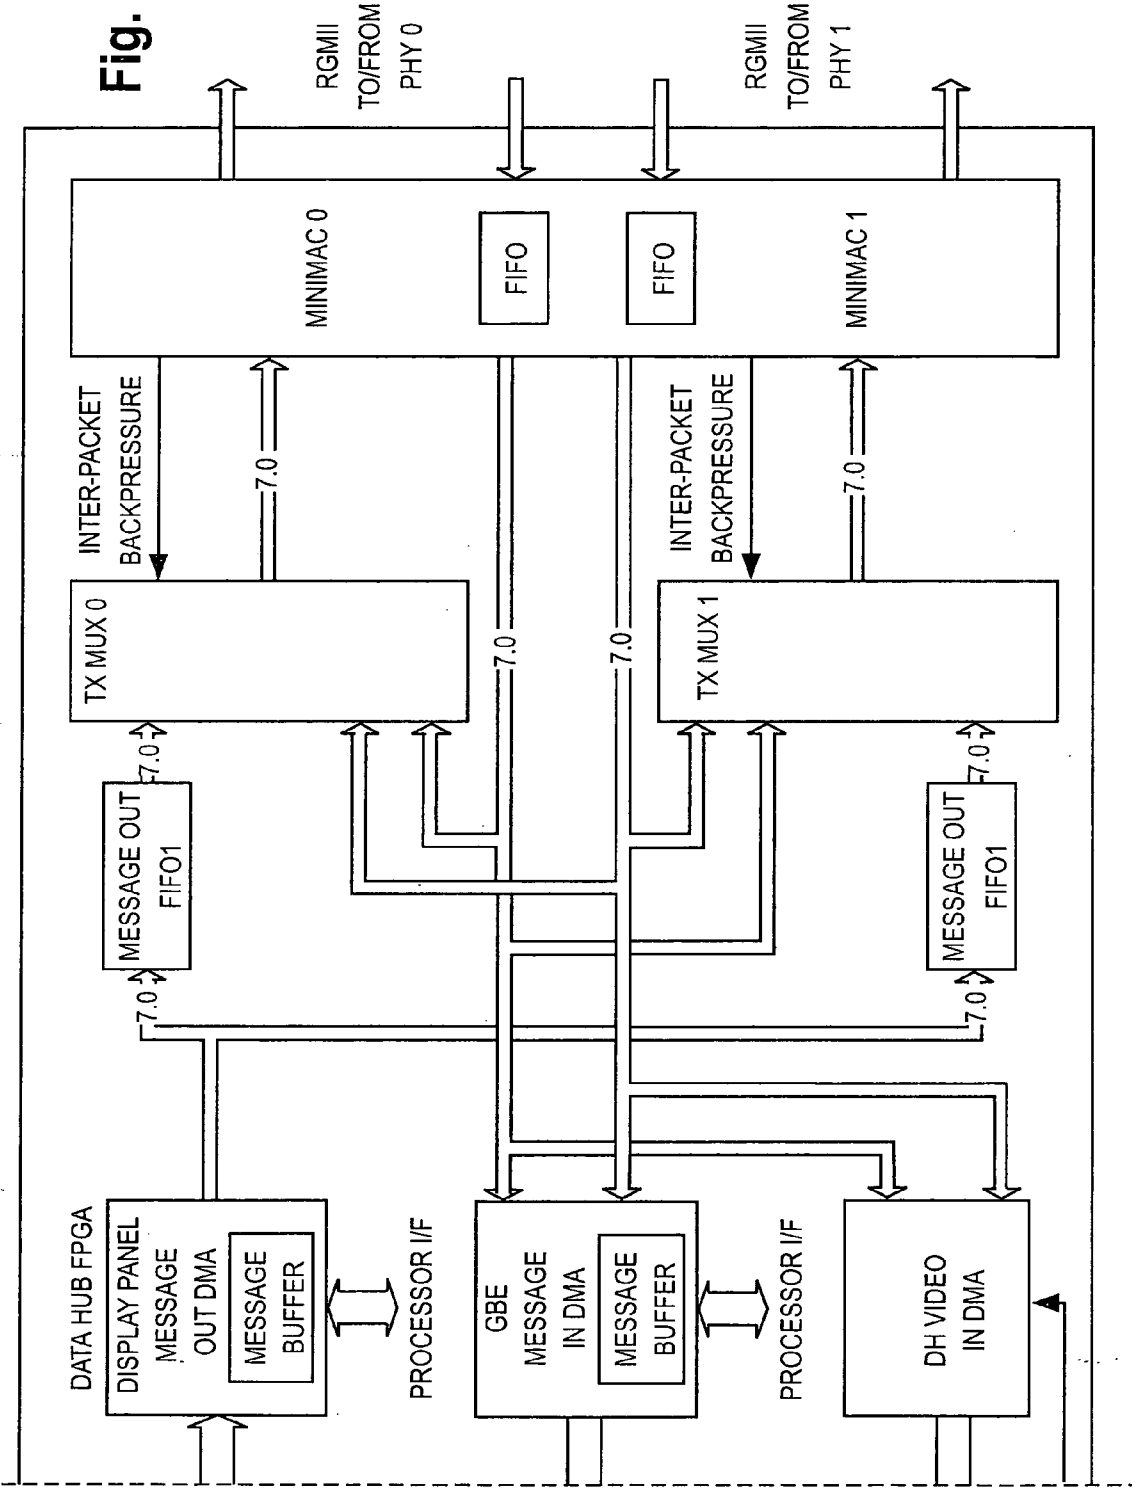 Fig.
RGMII
TO/FROM
PHY 0
RGMII
TO/FROM
PHY 1
MINIMAC 0
FIFO
FIFO
MINIMAC 1
INTER-PACKET
BACKPRESSURE
7.0
7.0
7.0
INTER-PACKET
BACKPRESSURE
7.0
TX MUX 0
TX MUX 1
7.0
MESSAGE OUT
FIFO1
7.0
7.0
MESSAGE OUT
FIFO1
7.0
DATA HUB FPGA
DISPLAY PANEL
MESSAGE
OUT DMA
MESSAGE
BUFFER
PROCESSOR I/F
GBE
MESSAGE
IN DMA
MESSAGE
BUFFER
PROCESSOR I/F
DH VIDEO
IN DMA